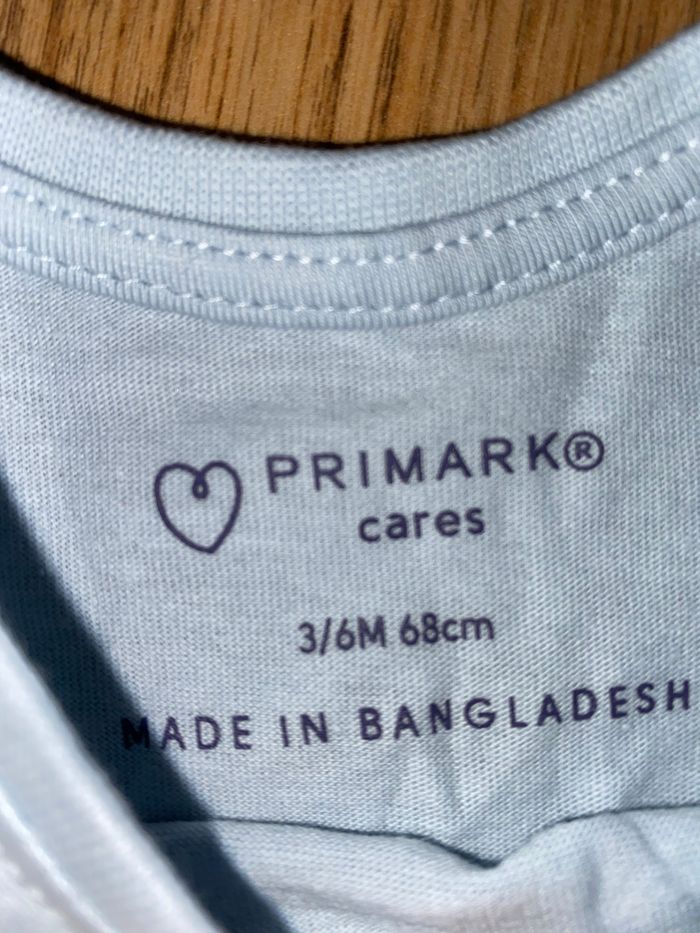 PRIMARK®
cares
3/6M 68cm
MADE IN BANGLADESH